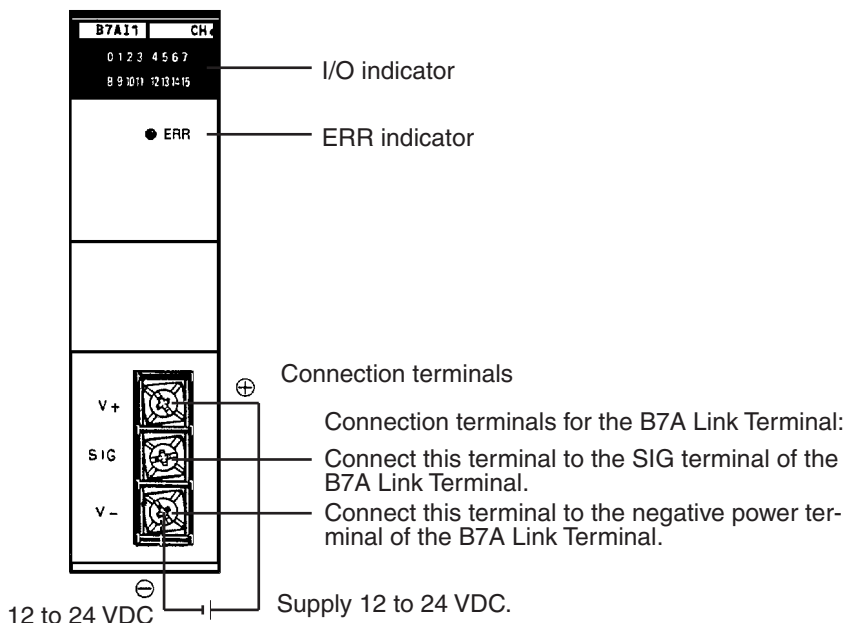 B7AI1 CH
0 1 2 3 4 5 6 7
8 9 10 11 12 13 14 15
I/O indicator
ERR
ERR indicator
Connection terminals
V +
⊕
Connection terminals for the B7A Link Terminal:
SIG
Connect this terminal to the SIG terminal of the
B7A Link Terminal.
V –
Connect this terminal to the negative power ter-
minal of the B7A Link Terminal.
⊖
12 to 24 VDC
Supply 12 to 24 VDC.